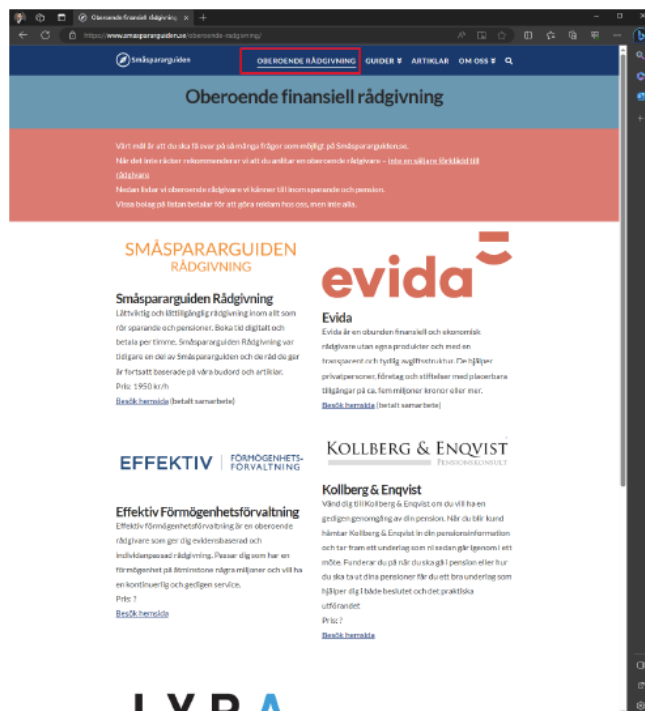 Oberoende finansiell rådgivning
https://www.smaspararguiden.se/oberoende-radgivning/
Småspararguiden
OBEROENDE RÅDGIVNING GUIDER ARTIKLAR OM OSS
Oberoende finansiell rådgivning
Vårt mål är att du ska få svar på så många frågor som möjligt på Småspararguiden.se.
När det inte räcker rekommenderar vi att du anlitar en oberoende rådgivare – inte en säljare förklädd till
rådgivare
Nedan listar vi oberoende rådgivare vi känner till inom sparande och pension.
Vissa bolag på listan betalar för att göra reklam hos oss, men inte alla.
SMÅSPARARGUIDEN
RÅDGIVNING
Småspararguiden Rådgivning
Lättviktig och lättillgänglig rådgivning inom allt som
rör sparande och pensioner. Boka tid digitalt och
betala per timme. Småspararguiden Rådgivning var
tidigare en del av Småspararguiden och de råd de ger
är fortsatt baserade på våra budord och artiklar.
Pris: 1950 kr/h
Besök hemsida (betalt samarbete)
evida
Evida
Evida är en obunden finansiell och ekonomisk
rådgivare utan egna produkter och med en
transparent och tydlig avgiftsstruktur. De hjälper
privatpersoner, företag och stiftelser med placerbara
tillgångar på ca. fem miljoner kronor eller mer.
Besök hemsida (betalt samarbete)
EFFEKTIV FÖRMÖGENHETS-
FÖRVALTNING
Effektiv Förmögenhetsförvaltning
Effektiv förmögenhetsförvaltning är en oberoende
rådgivare som ger dig evidensbaserad och
individanpassad rådgivning. Passar dig som har en
förmögenhet på åtminstone några miljoner och vill ha
en kontinuerlig och gedigen service.
Pris: ?
Besök hemsida
KOLLBERG & ENQVIST
PENSIONSKONSULT
Kollberg & Enqvist
Vänd dig till Kollberg & Enqvist om du vill ha en
gedigen genomgång av din pension. När du blir kund
hämtar Kollberg & Enqvist in din pensionsinformation
och tar fram ett underlag som ni sedan går igenom i ett
möte. Funderar du på när du ska gå i pension eller hur
du ska ta ut dina pensioner får du ett bra underlag som
hjälper dig i både beslutet och det praktiska
utförandet
Pris: ?
Besök hemsida
LYRA